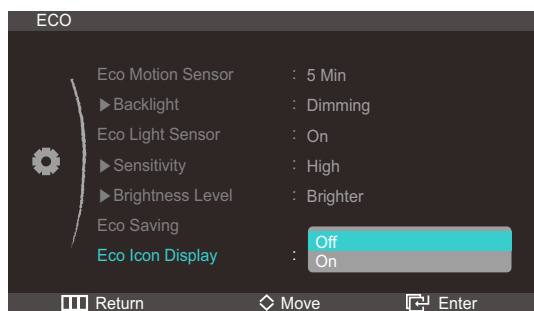 ECO
Eco Motion Sensor : 5 Min
▶Backlight : Dimming
Eco Light Sensor : On
▶Sensitivity : High
▶Brightness Level : Brighter
Eco Saving
Off
Eco Icon Display :
On
Return Move Enter